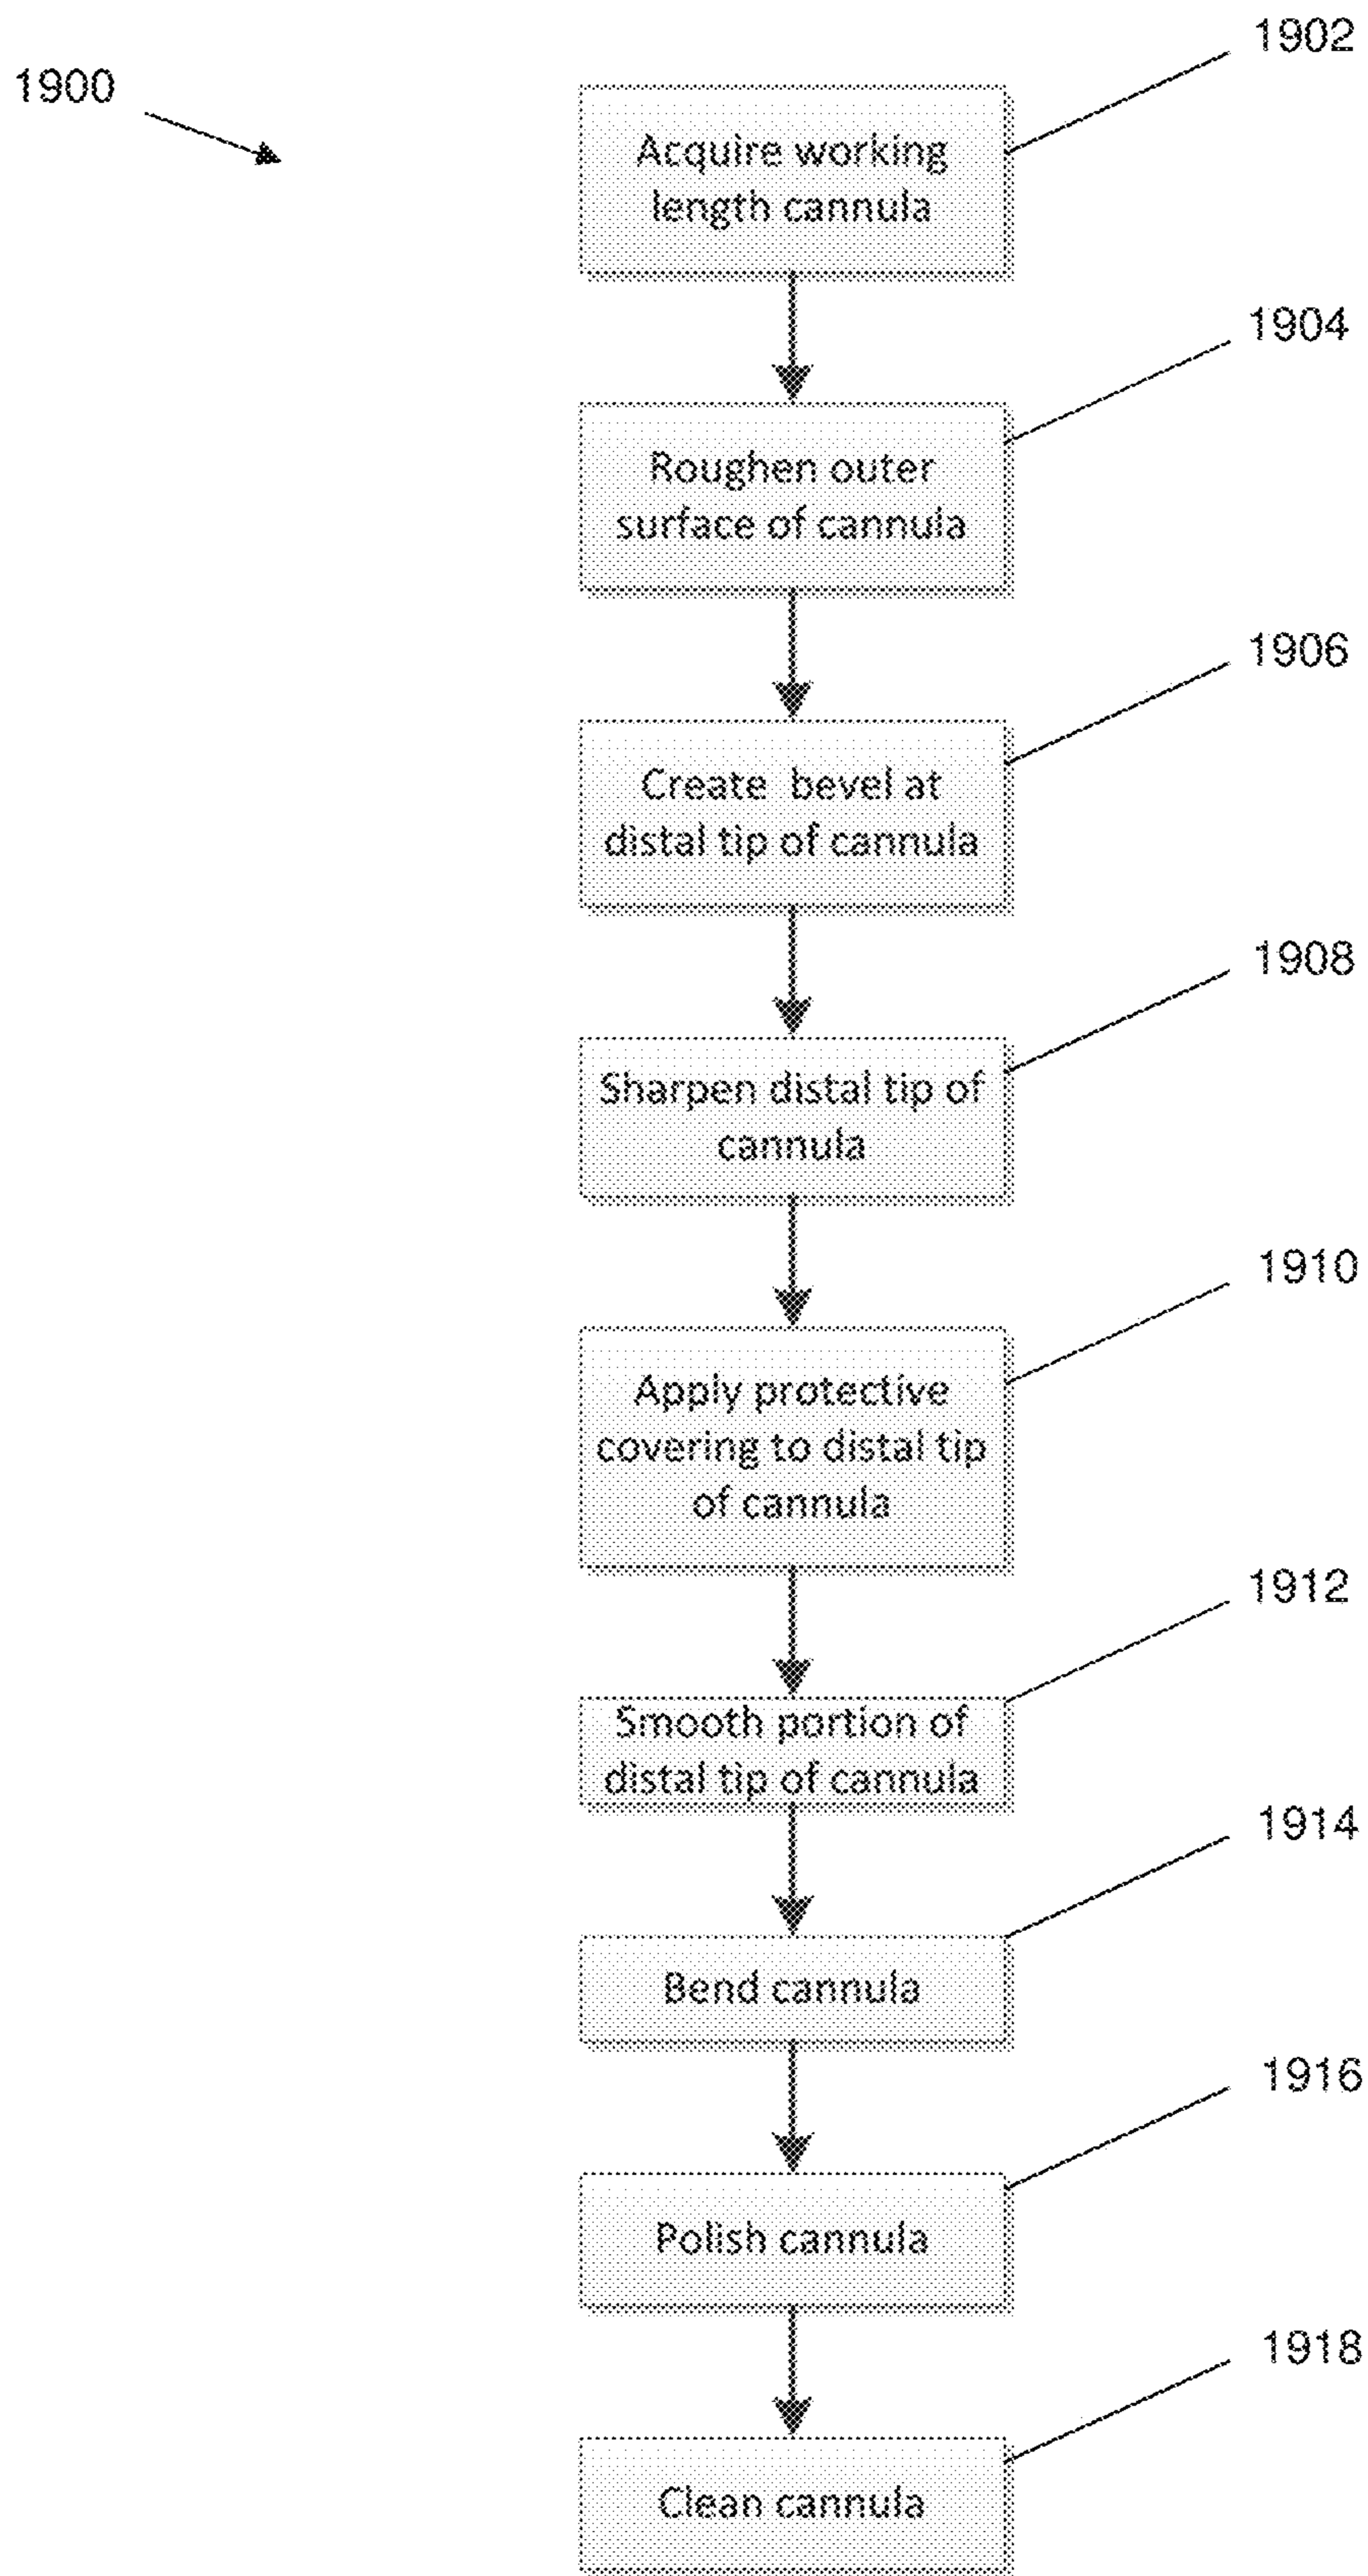 1902
1900
Acquire working
length cannula
1904
Roughen outer
surface of cannula
1906
Create bevel at
distal tip of cannula
1908
Sharpen distal tip of
cannula
1910
Apply protective
covering to distal tip
of cannula
1912
Smooth portion of
distal tip of cannula
1914
Bend cannula
1916
Polish cannula
1918
Clean cannula